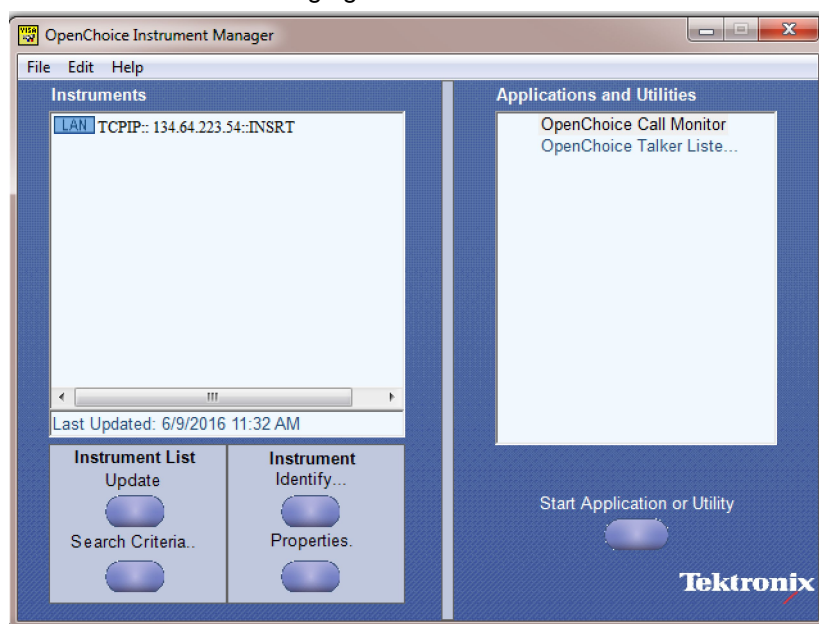 OpenChoice Instrument Manager
File Edit Help
Instruments
LAN TCPIP:: 134.64.223.54::INSRT
Last Updated: 6/9/2016 11:32 AM
Instrument List
Update
Search Criteria..
Instrument
Identify...
Properties.
Applications and Utilities
OpenChoice Call Monitor
OpenChoice Talker Liste...
Start Application or Utility
Tektronix